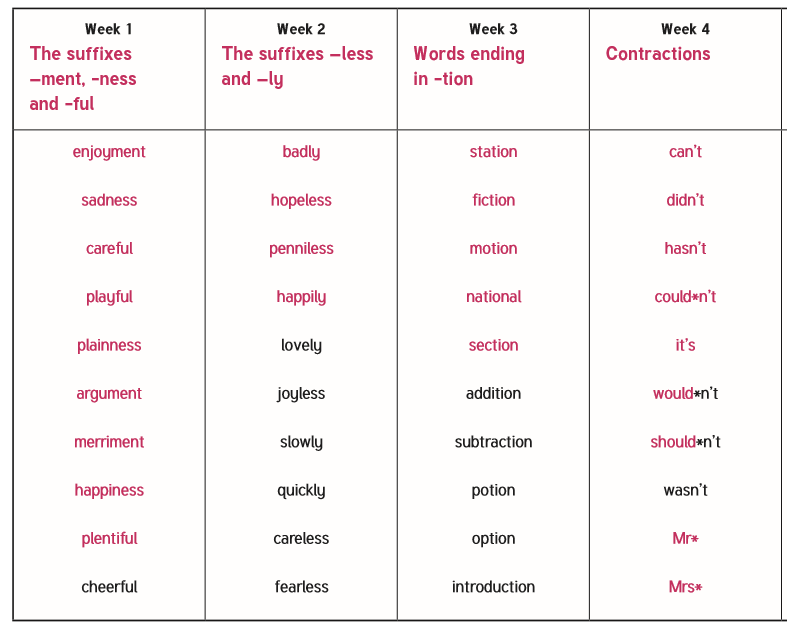 Week 1 Week 2 Week 3 Week 4
The suffixes The suffixes –less Words ending Contractions
–ment, -ness and –ly in -tion
and -ful
enjoyment badly station can't
sadness hopeless fiction didn't
careful penniless motion hasn't
playful happily national could*n't
plainness lovely section it's
argument joyless addition would*n't
merriment slowly subtraction should*n't
happiness quickly potion wasn't
plentiful careless option Mr*
cheerful fearless introduction Mrs*